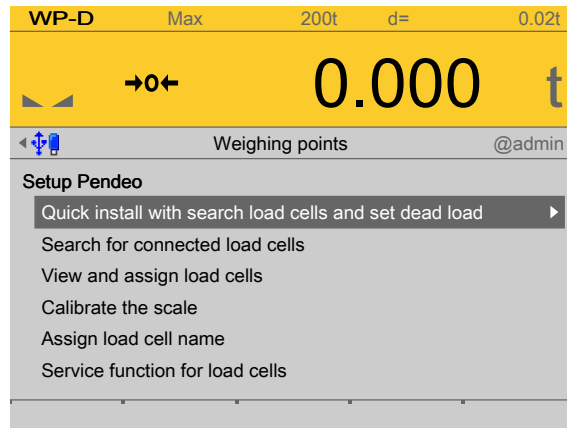 WP-D Max 200t d= 0.02t
→0← 0.000 t
Weighing points @admin
Setup Pendeo
Quick install with search load cells and set dead load
Search for connected load cells
View and assign load cells
Calibrate the scale
Assign load cell name
Service function for load cells